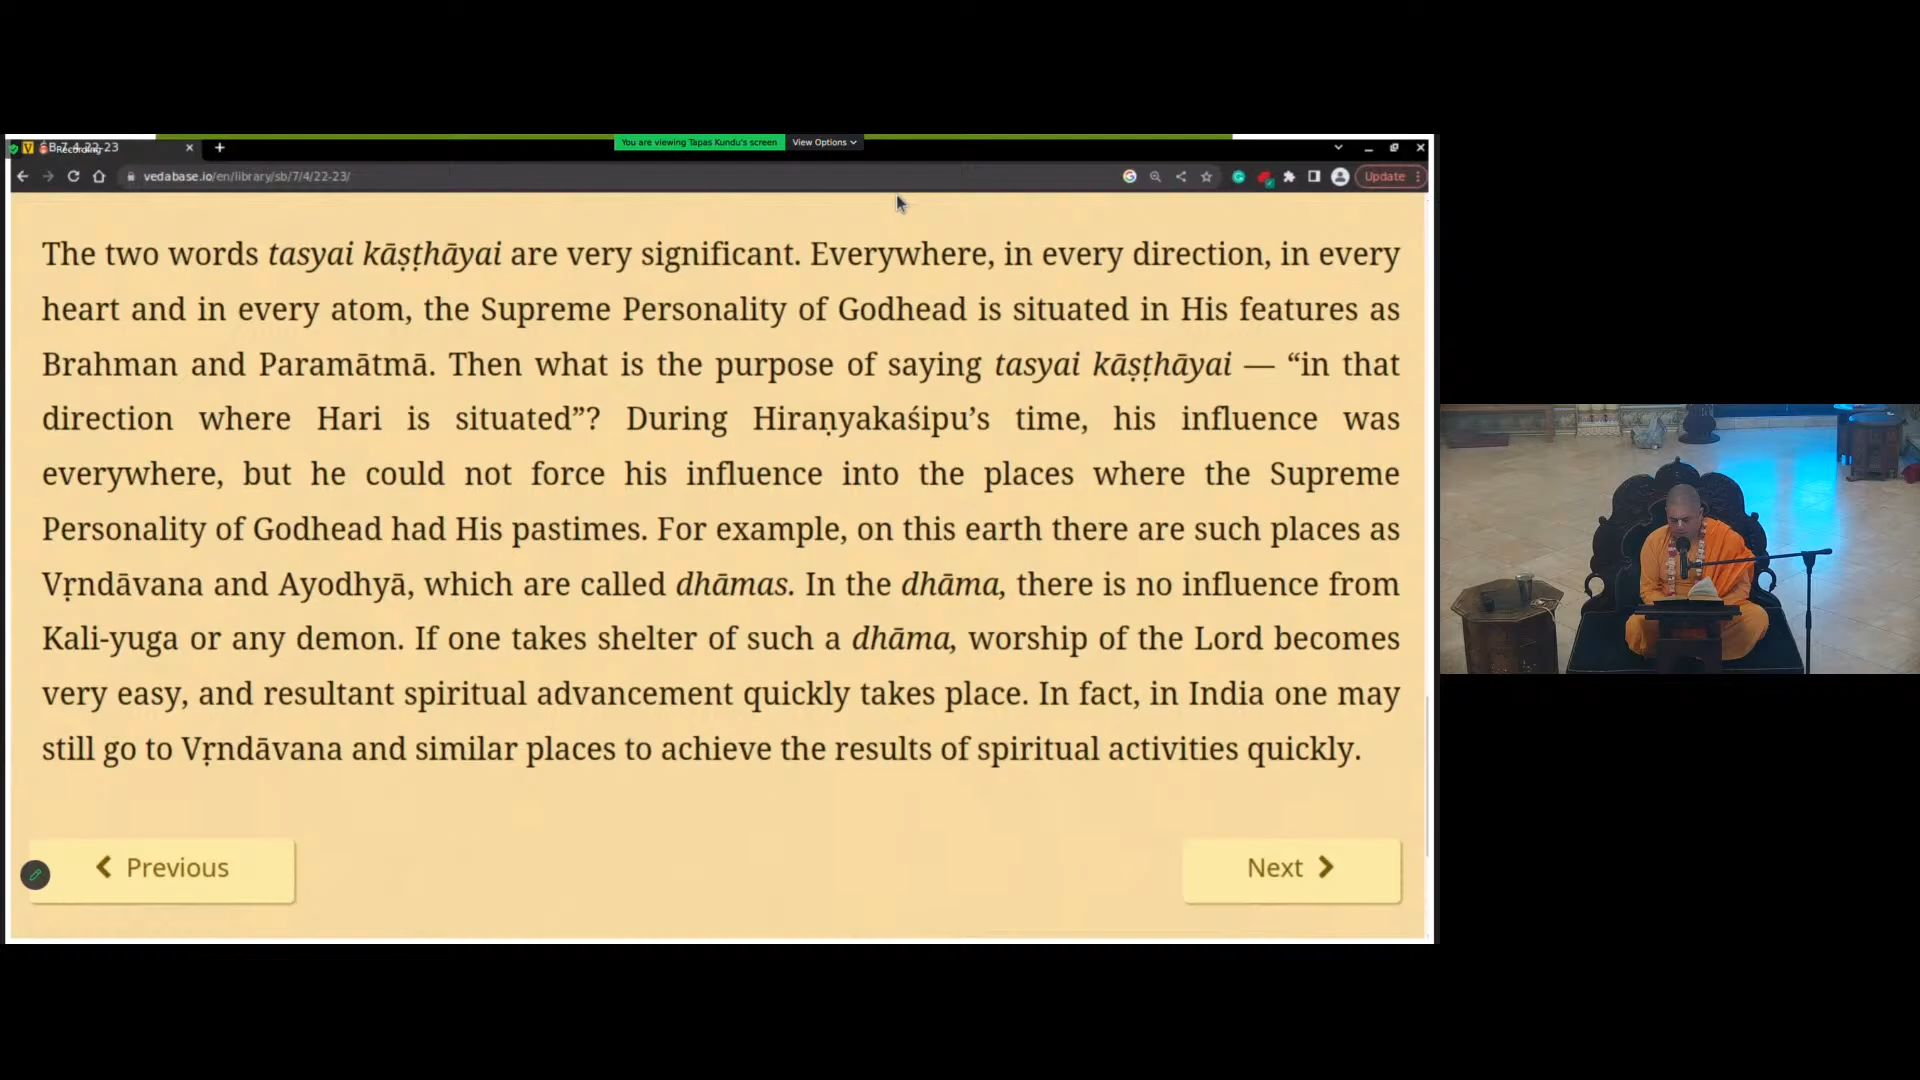 ŚB 7.4.22-23
Recording
You are viewing Tapas Kundu's screen
View Options
vedabase.io/en/library/sb/7/4/22-23/
Update
The two words tasyai kāṣṭhāyai are very significant. Everywhere, in every direction, in every
heart and in every atom, the Supreme Personality of Godhead is situated in His features as
Brahman and Paramātmā. Then what is the purpose of saying tasyai kāṣṭhāyai — “in that
direction where Hari is situated”? During Hiraṇyakaśipu’s time, his influence was
everywhere, but he could not force his influence into the places where the Supreme
Personality of Godhead had His pastimes. For example, on this earth there are such places as
Vṛndāvana and Ayodhyā, which are called dhāmas. In the dhāma, there is no influence from
Kali-yuga or any demon. If one takes shelter of such a dhāma, worship of the Lord becomes
very easy, and resultant spiritual advancement quickly takes place. In fact, in India one may
still go to Vṛndāvana and similar places to achieve the results of spiritual activities quickly.
Previous
Next